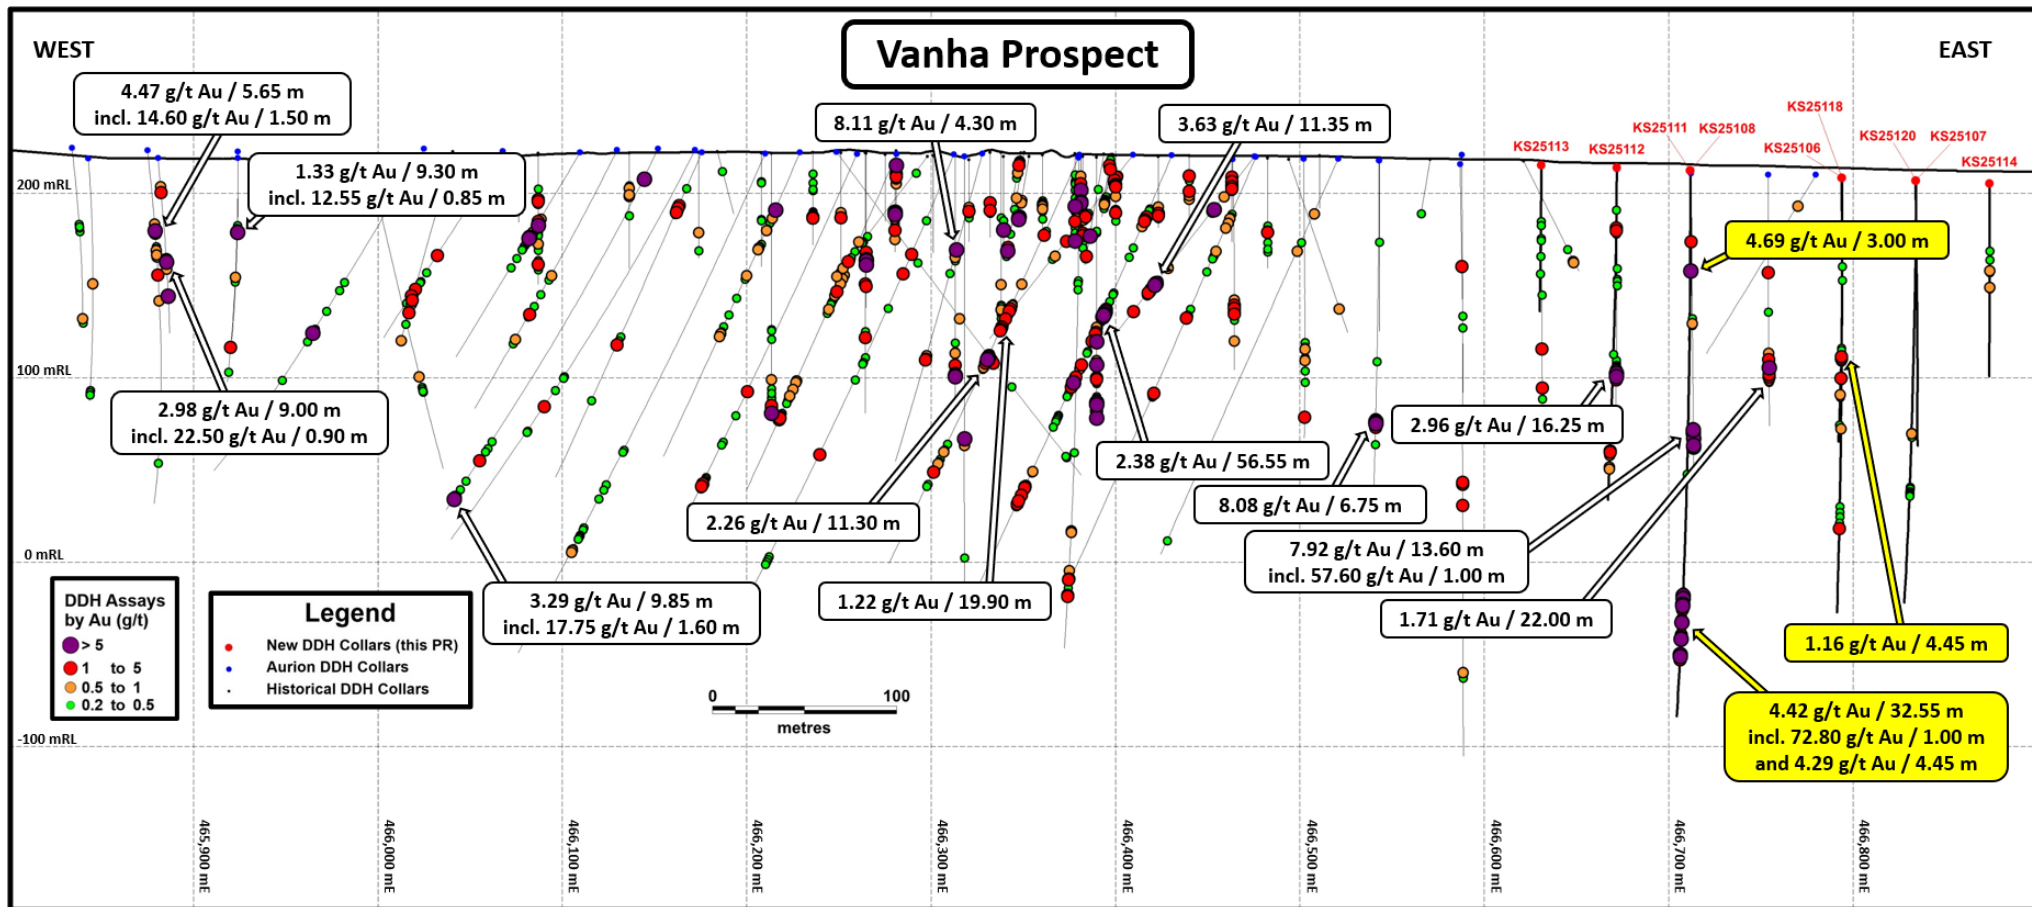 WEST
Vanha Prospect
EAST
4.47 g/t Au / 5.65 m
incl. 14.60 g/t Au / 1.50 m
8.11 g/t Au / 4.30 m
3.63 g/t Au / 11.35 m
KS25118
KS25111
KS25108
KS25120
KS25107
KS25113
KS25112
KS25106
KS25114
1.33 g/t Au / 9.30 m
incl. 12.55 g/t Au / 0.85 m
200 mRL
4.69 g/t Au / 3.00 m
100 mRL
2.98 g/t Au / 9.00 m
incl. 22.50 g/t Au / 0.90 m
2.96 g/t Au / 16.25 m
2.38 g/t Au / 56.55 m
8.08 g/t Au / 6.75 m
2.26 g/t Au / 11.30 m
7.92 g/t Au / 13.60 m
incl. 57.60 g/t Au / 1.00 m
0 mRL
3.29 g/t Au / 9.85 m
incl. 17.75 g/t Au / 1.60 m
1.22 g/t Au / 19.90 m
1.71 g/t Au / 22.00 m
1.16 g/t Au / 4.45 m
DDH Assays
by Au (g/t)
> 5
1 to 5
0.5 to 1
0.2 to 0.5
Legend
New DDH Collars (this PR)
Aurion DDH Collars
Historical DDH Collars
0 100
metres
4.42 g/t Au / 32.55 m
incl. 72.80 g/t Au / 1.00 m
and 4.29 g/t Au / 4.45 m
-100 mRL
465,900 mE
466,000 mE
466,100 mE
466,200 mE
466,300 mE
466,400 mE
466,500 mE
466,600 mE
466,700 mE
466,800 mE